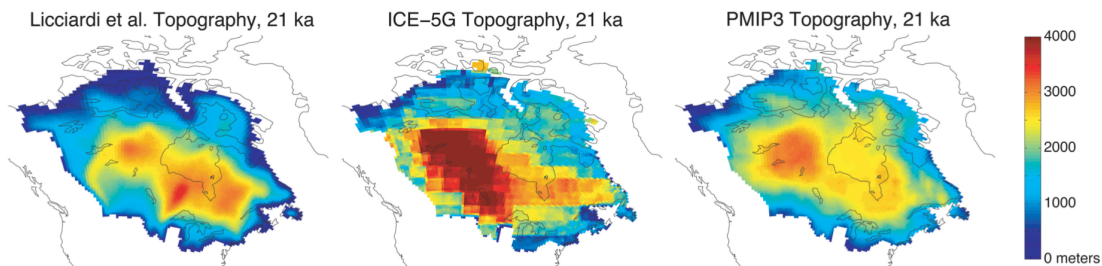 Licciardi et al. Topography, 21 ka
ICE−5G Topography, 21 ka
PMIP3 Topography, 21 ka
4000
3000
2000
1000
0 meters